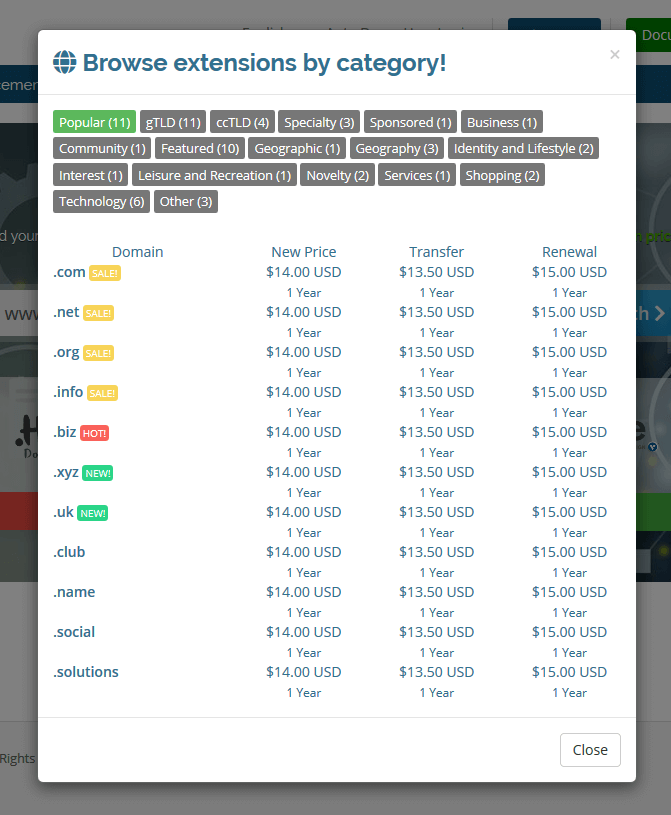 Docu
cemen
Browse extensions by category!
×
Popular (11) gTLD (11) ccTLD (4) Specialty (3) Sponsored (1) Business (1)
Community (1) Featured (10) Geographic (1) Geography (3) Identity and Lifestyle (2)
Interest (1) Leisure and Recreation (1) Novelty (2) Services (1) Shopping (2)
Technology (6) Other (3)
d your
Domain New Price Transfer Renewal
.com SALE! $14.00 USD $13.50 USD $15.00 USD
1 Year 1 Year 1 Year
www
.net SALE! $14.00 USD $13.50 USD $15.00 USD
1 Year 1 Year 1 Year
.org SALE! $14.00 USD $13.50 USD $15.00 USD
1 Year 1 Year 1 Year
.info SALE! $14.00 USD $13.50 USD $15.00 USD
1 Year 1 Year 1 Year
.biz HOT! $14.00 USD $13.50 USD $15.00 USD
1 Year 1 Year 1 Year
.xyz NEW! $14.00 USD $13.50 USD $15.00 USD
1 Year 1 Year 1 Year
.uk NEW! $14.00 USD $13.50 USD $15.00 USD
1 Year 1 Year 1 Year
.club $14.00 USD $13.50 USD $15.00 USD
1 Year 1 Year 1 Year
.name $14.00 USD $13.50 USD $15.00 USD
1 Year 1 Year 1 Year
.social $14.00 USD $13.50 USD $15.00 USD
1 Year 1 Year 1 Year
.solutions $14.00 USD $13.50 USD $15.00 USD
1 Year 1 Year 1 Year
Close
Rights